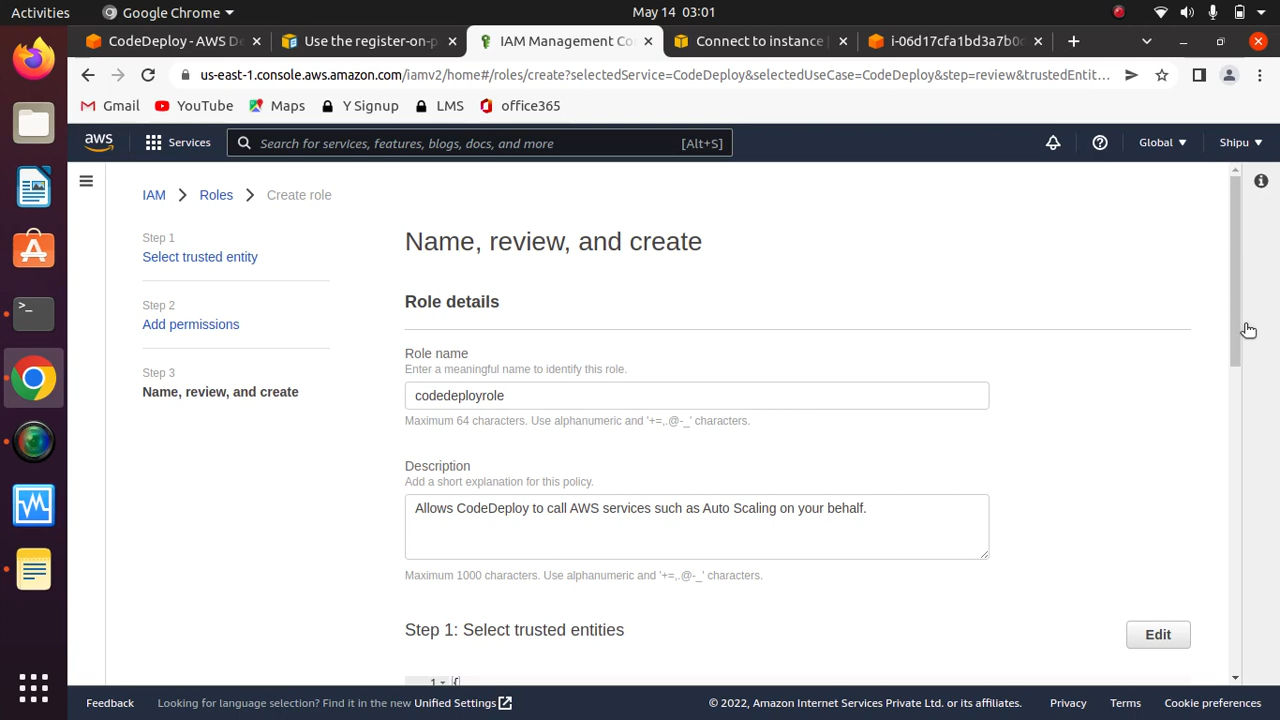 Activities
Google Chrome
May 14 03:01
CodeDeploy - AWS De
Use the register-on-p
IAM Management Co
Connect to instance
i-06d17cfa1bd3a7b0
us-east-1.console.aws.amazon.com/iamv2/home#/roles/create?selectedService=CodeDeploy&selectedUseCase=CodeDeploy&step=review&trustedEntit...
Gmail
YouTube
Maps
Y Signup
LMS
office365
aws
Services
Search for services, features, blogs, docs, and more
[Alt+S]
Global
Shipu
IAM
Roles
Create role
Step 1
Select trusted entity
Step 2
Add permissions
Step 3
Name, review, and create
Name, review, and create
Role details
Role name
Enter a meaningful name to identify this role.
codedeployrole
Maximum 64 characters. Use alphanumeric and '+=,.@-_' characters.
Description
Add a short explanation for this policy.
Allows CodeDeploy to call AWS services such as Auto Scaling on your behalf.
Maximum 1000 characters. Use alphanumeric and '+=,.@-_' characters.
Step 1: Select trusted entities
Edit
1
{
Feedback
Looking for language selection? Find it in the new Unified Settings
© 2022, Amazon Internet Services Private Ltd. or its affiliates.
Privacy
Terms
Cookie preferences